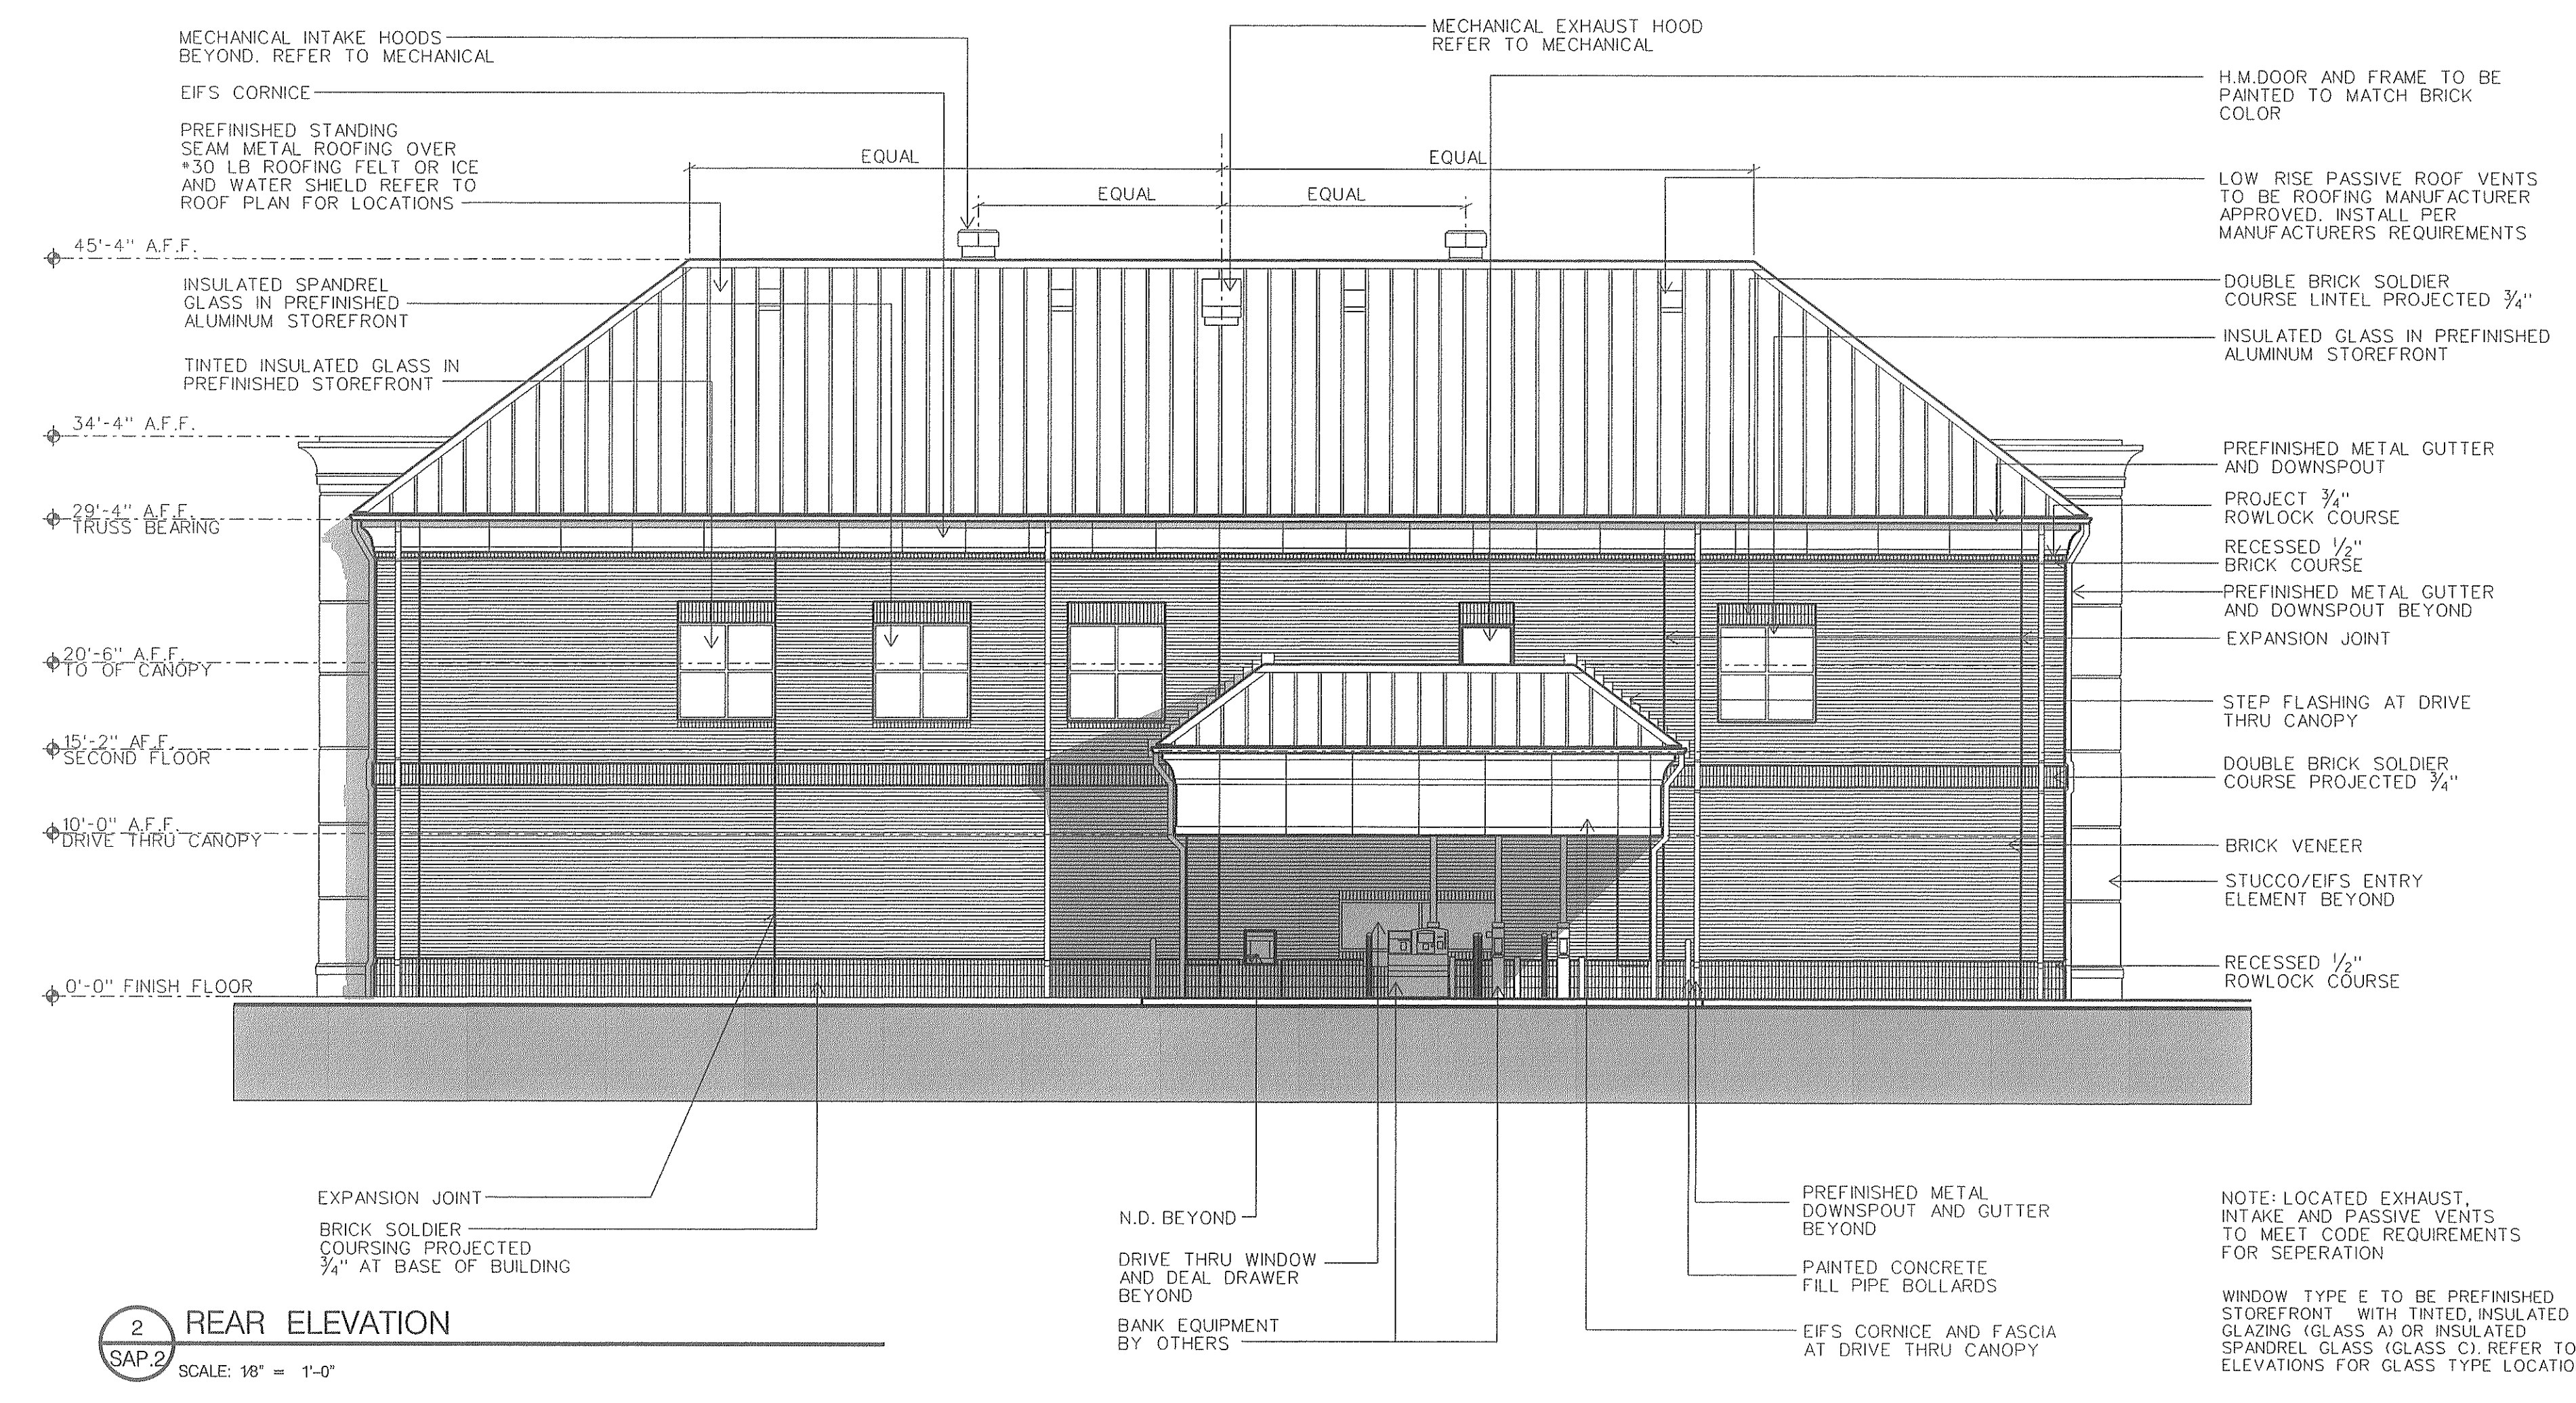 MECHANICAL INTAKE HOODS
BEYOND. REFER TO MECHANICAL
EIFS CORNICE
PREFINISHED STANDING
SEAM METAL ROOFING OVER
#30 LB ROOFING FELT OR ICE
AND WATER SHIELD REFER TO
ROOF PLAN FOR LOCATIONS
45'-4" A.F.F.
INSULATED SPANDREL
GLASS IN PREFINISHED
ALUMINUM STOREFRONT
TINTED INSULATED GLASS IN
PREFINISHED STOREFRONT
34'-4" A.F.F.
29'-4" A.F.F.
TRUSS BEARING
20'-6" A.F.F.
TO OF CANOPY
15'-2" AF.F.
SECOND FLOOR
10'-0" A.F.F.
DRIVE THRU CANOPY
0'-0" FINISH FLOOR
MECHANICAL EXHAUST HOOD
REFER TO MECHANICAL
EQUAL
EQUAL
EQUAL
EQUAL
H.M.DOOR AND FRAME TO BE
PAINTED TO MATCH BRICK
COLOR
LOW RISE PASSIVE ROOF VENTS
TO BE ROOFING MANUFACTURER
APPROVED. INSTALL PER
MANUFACTURERS REQUIREMENTS
DOUBLE BRICK SOLDIER
COURSE LINTEL PROJECTED 3/4"
INSULATED GLASS IN PREFINISHED
ALUMINUM STOREFRONT
PREFINISHED METAL GUTTER
AND DOWNSPOUT
PROJECT 3/4"
ROWLOCK COURSE
RECESSED 1/2"
BRICK COURSE
PREFINISHED METAL GUTTER
AND DOWNSPOUT BEYOND
EXPANSION JOINT
STEP FLASHING AT DRIVE
THRU CANOPY
DOUBLE BRICK SOLDIER
COURSE PROJECTED 3/4"
BRICK VENEER
STUCCO/EIFS ENTRY
ELEMENT BEYOND
RECESSED 1/2"
ROWLOCK COURSE
EXPANSION JOINT
BRICK SOLDIER
COURSING PROJECTED
3/4" AT BASE OF BUILDING
N.D. BEYOND
DRIVE THRU WINDOW
AND DEAL DRAWER
BEYOND
BANK EQUIPMENT
BY OTHERS
PREFINISHED METAL
DOWNSPOUT AND GUTTER
BEYOND
PAINTED CONCRETE
FILL PIPE BOLLARDS
EIFS CORNICE AND FASCIA
AT DRIVE THRU CANOPY
NOTE: LOCATED EXHAUST,
INTAKE AND PASSIVE VENTS
TO MEET CODE REQUIREMENTS
FOR SEPERATION
WINDOW TYPE E TO BE PREFINISHED
STOREFRONT WITH TINTED, INSULATED
GLAZING (GLASS A) OR INSULATED
SPANDREL GLASS (GLASS C). REFER TO
ELEVATIONS FOR GLASS TYPE LOCATIO
2
SAP.2
REAR ELEVATION
SCALE: 1/8" = 1'-0"